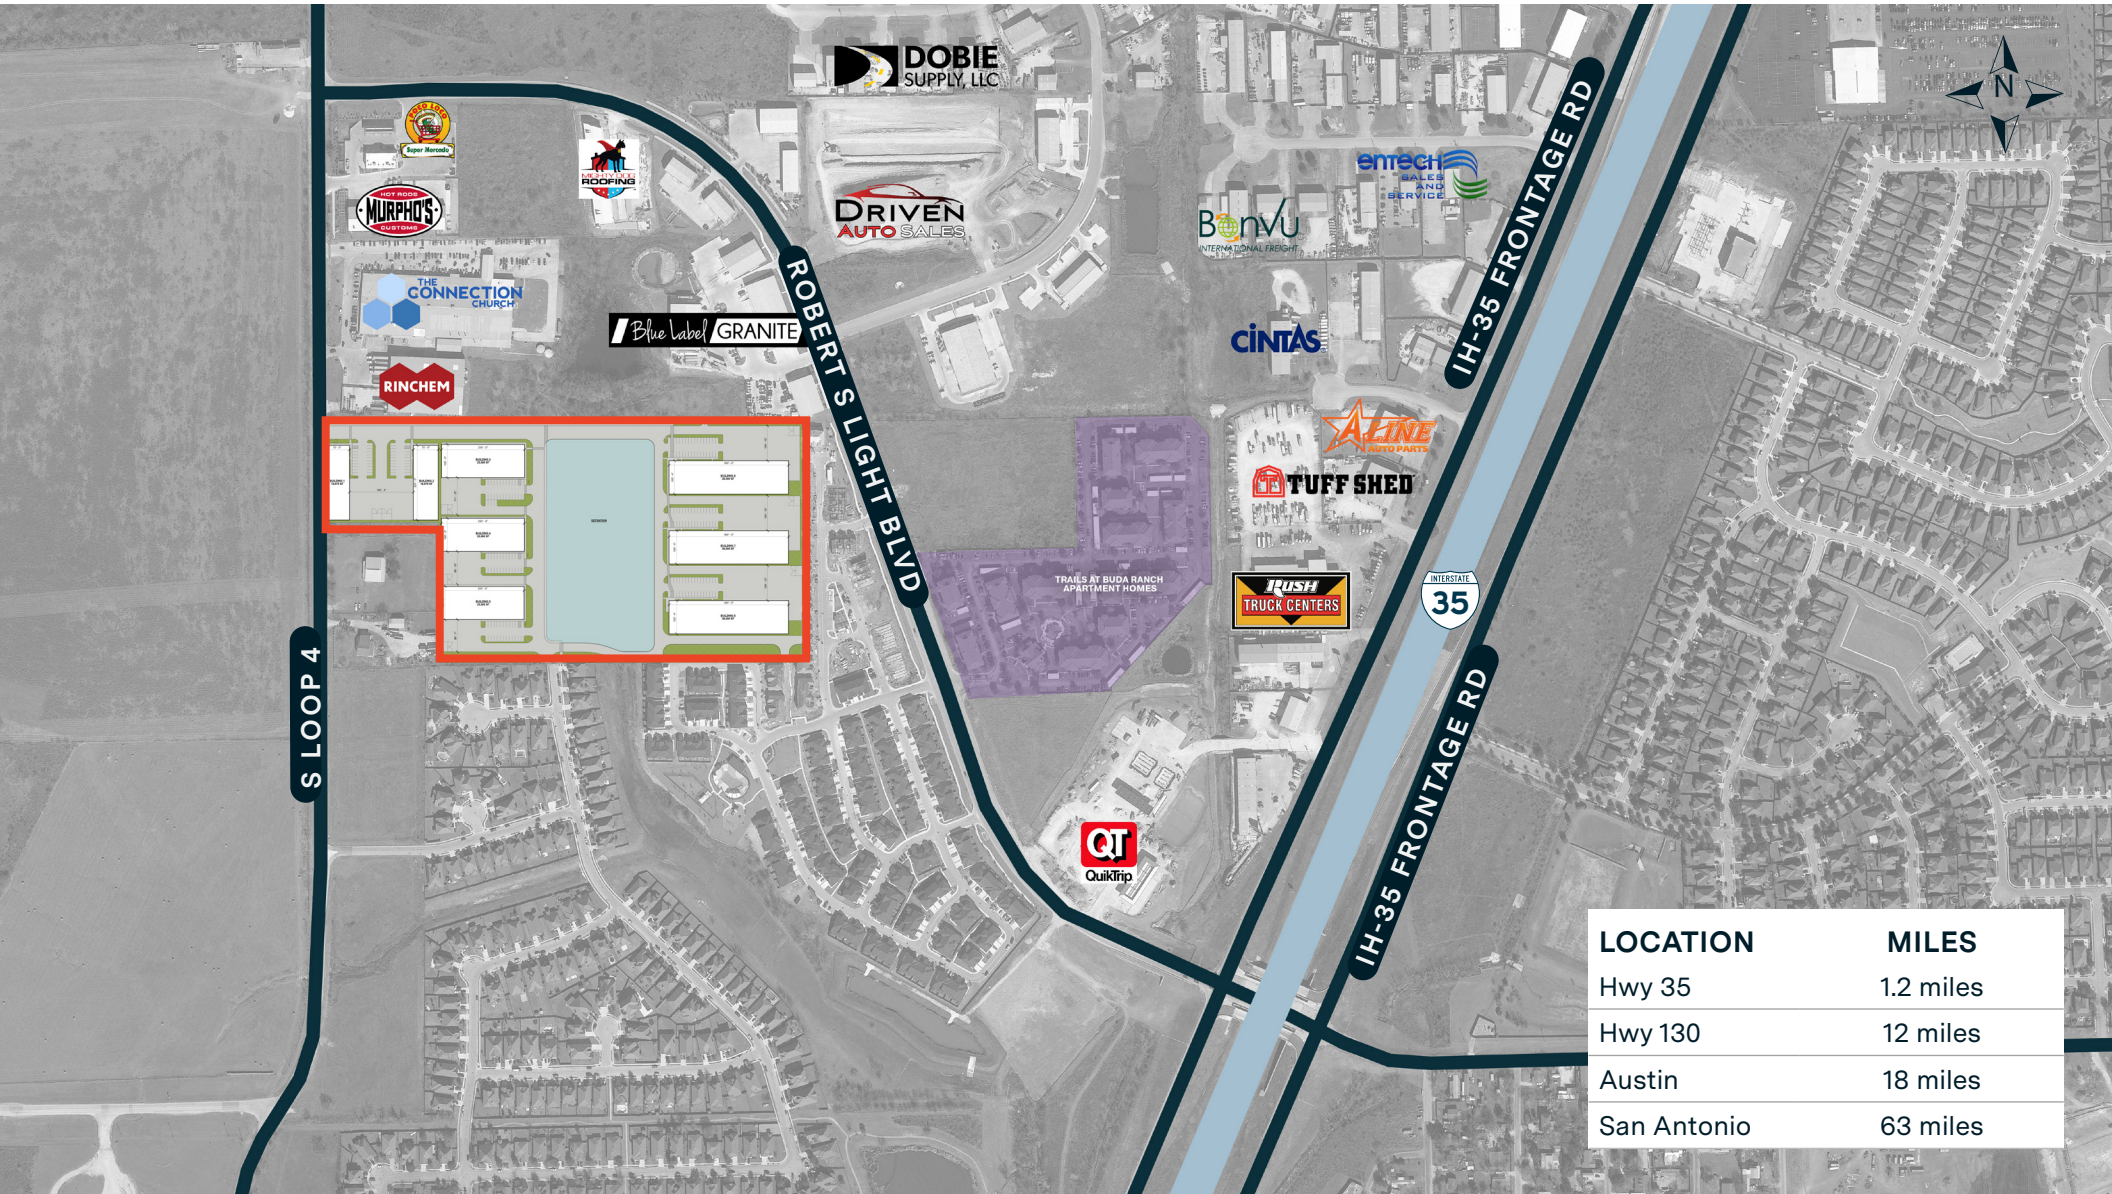 DOBIE
SUPPLY, LLC
N
POCO LOCO
Super Mercado
MIGHTY DOG
ROOFING
HOT RODS
MURPHO'S
CUSTOMS
DRIVEN
AUTO SALES
entech
SALES
AND
SERVICE
BonVu
INTERNATIONAL FREIGHT
IH-35 FRONTAGE RD
THE
CONNECTION
CHURCH
Blue Label GRANITE
ROBERT S LIGHT BLVD
CINTAS
RINCHEM
A LINE
AUTO PARTS
TUFF SHED
DETENTION
TRAILS AT BUDA RANCH
APARTMENT HOMES
RUSH
TRUCK CENTERS
INTERSTATE
35
S LOOP 4
IH-35 FRONTAGE RD
QT
QuikTrip
LOCATION MILES
Hwy 35 1.2 miles
Hwy 130 12 miles
Austin 18 miles
San Antonio 63 miles